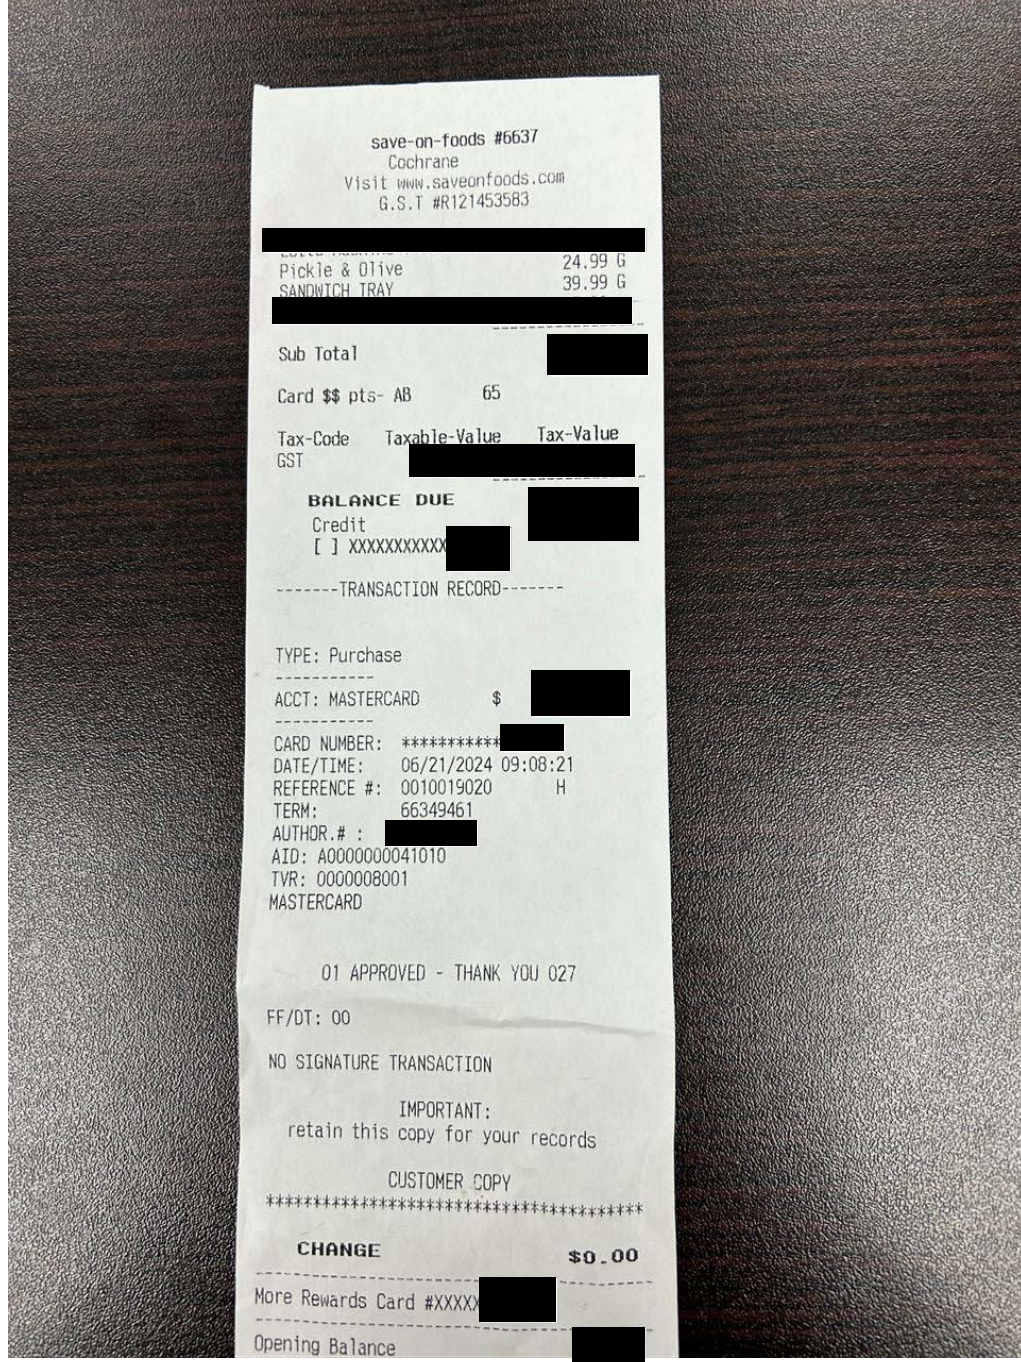 save-on-foods #6637
Cochrane
Visit www.saveonfoods.com
G.S.T #R121453583
Pickle & Olive 24.99 G
SANDWICH TRAY 39.99 G
Sub Total
Card $$ pts- AB 65
Tax-Code Taxable-Value Tax-Value
GST
BALANCE DUE
Credit
[ ] XXXXXXXXXXX
-------TRANSACTION RECORD-------
TYPE: Purchase
-----------
ACCT: MASTERCARD $
-----------
CARD NUMBER: ***********
DATE/TIME: 06/21/2024 09:08:21
REFERENCE #: 0010019020 H
TERM: 66349461
AUTHOR.# :
AID: A0000000041010
TVR: 0000008001
MASTERCARD
01 APPROVED - THANK YOU 027
FF/DT: 00
NO SIGNATURE TRANSACTION
IMPORTANT:
retain this copy for your records
CUSTOMER COPY
****************************************
CHANGE $0.00
More Rewards Card #XXXXX
Opening Balance